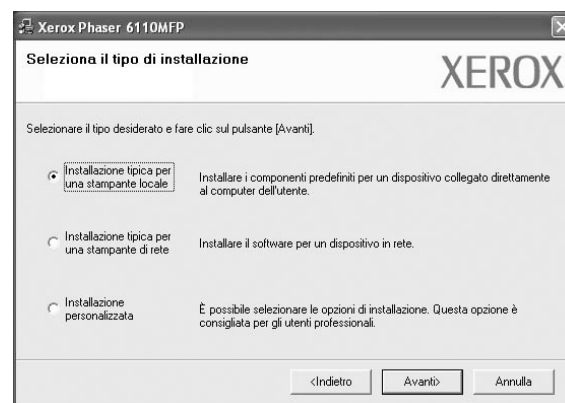 Xerox Phaser 6110MFP
Seleziona il tipo di installazione
XEROX
Selezionare il tipo desiderato e fare clic sul pulsante [Avanti].
Installazione tipica per
una stampante locale
Installare i componenti predefiniti per un dispositivo collegato direttamente
al computer dell'utente.
Installazione tipica per
una stampante di rete
Installare il software per un dispositivo in rete.
Installazione
personalizzata
È possibile selezionare le opzioni di installazione. Questa opzione è
consigliata per gli utenti professionali.
<Indietro
Avanti>
Annulla